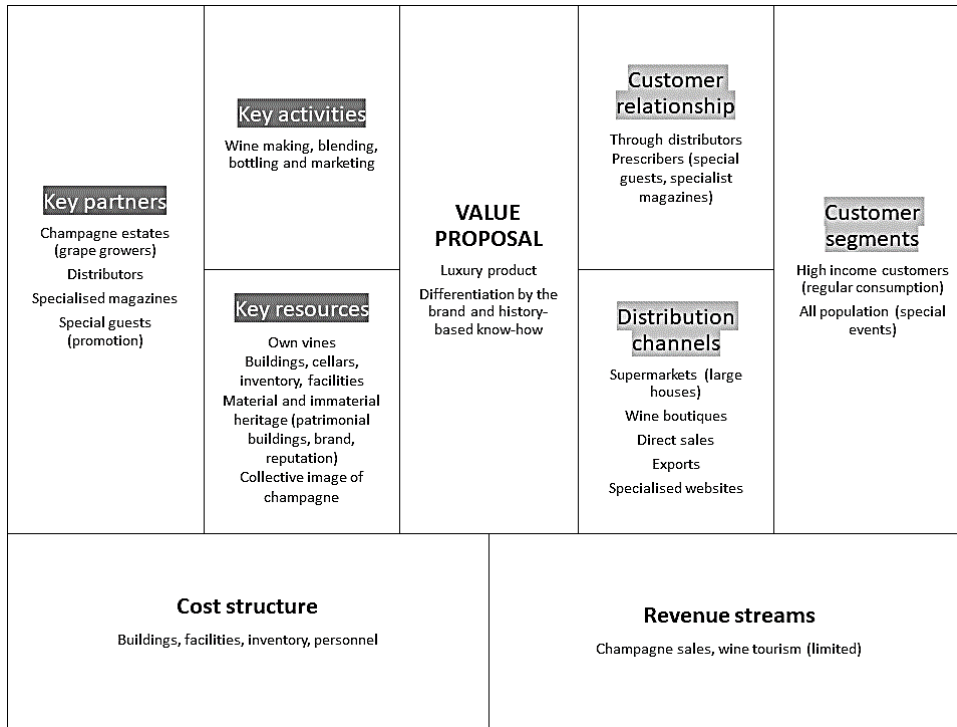 Key partners
Champagne estates
(grape growers)
Distributors
Specialised magazines
Special guests
(promotion)
Key activities
Wine making, blending,
bottling and marketing
Key resources
Own vines
Buildings, cellars,
inventory, facilities
Material and immaterial
heritage (patrimonial
buildings, brand,
reputation)
Collective image of
champagne
VALUE
PROPOSAL
Luxury product
Differentiation by the
brand and history-
based know-how
Customer
relationship
Through distributors
Prescribers (special
guests, specialist
magazines)
Distribution
channels
Supermarkets (large
houses)
Wine boutiques
Direct sales
Exports
Specialised websites
Customer
segments
High income customers
(regular consumption)
All population (special
events)
Cost structure
Buildings, facilities, inventory, personnel
Revenue streams
Champagne sales, wine tourism (limited)